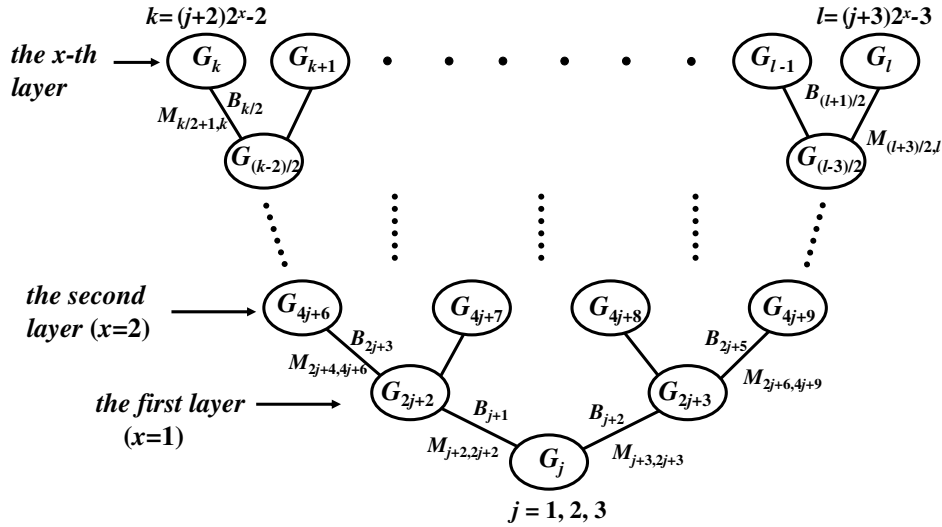 k=(j+2)2^x-2 l=(j+3)2^x-3
the x-th
layer
G_k G_{k+1} G_{l-1} G_l
B_{k/2} B_{(l+1)/2}
M_{k/2+1,k} M_{(l+3)/2,l}
G_{(k-2)/2} G_{(l-3)/2}
the second
layer (x=2)
G_{4j+6} G_{4j+7} G_{4j+8} G_{4j+9}
B_{2j+3} B_{2j+5}
M_{2j+4,4j+6} M_{2j+6,4j+9}
G_{2j+2} G_{2j+3}
the first layer
(x=1)
B_{j+1} B_{j+2}
M_{j+2,2j+2} M_{j+3,2j+3}
G_j
j = 1, 2, 3